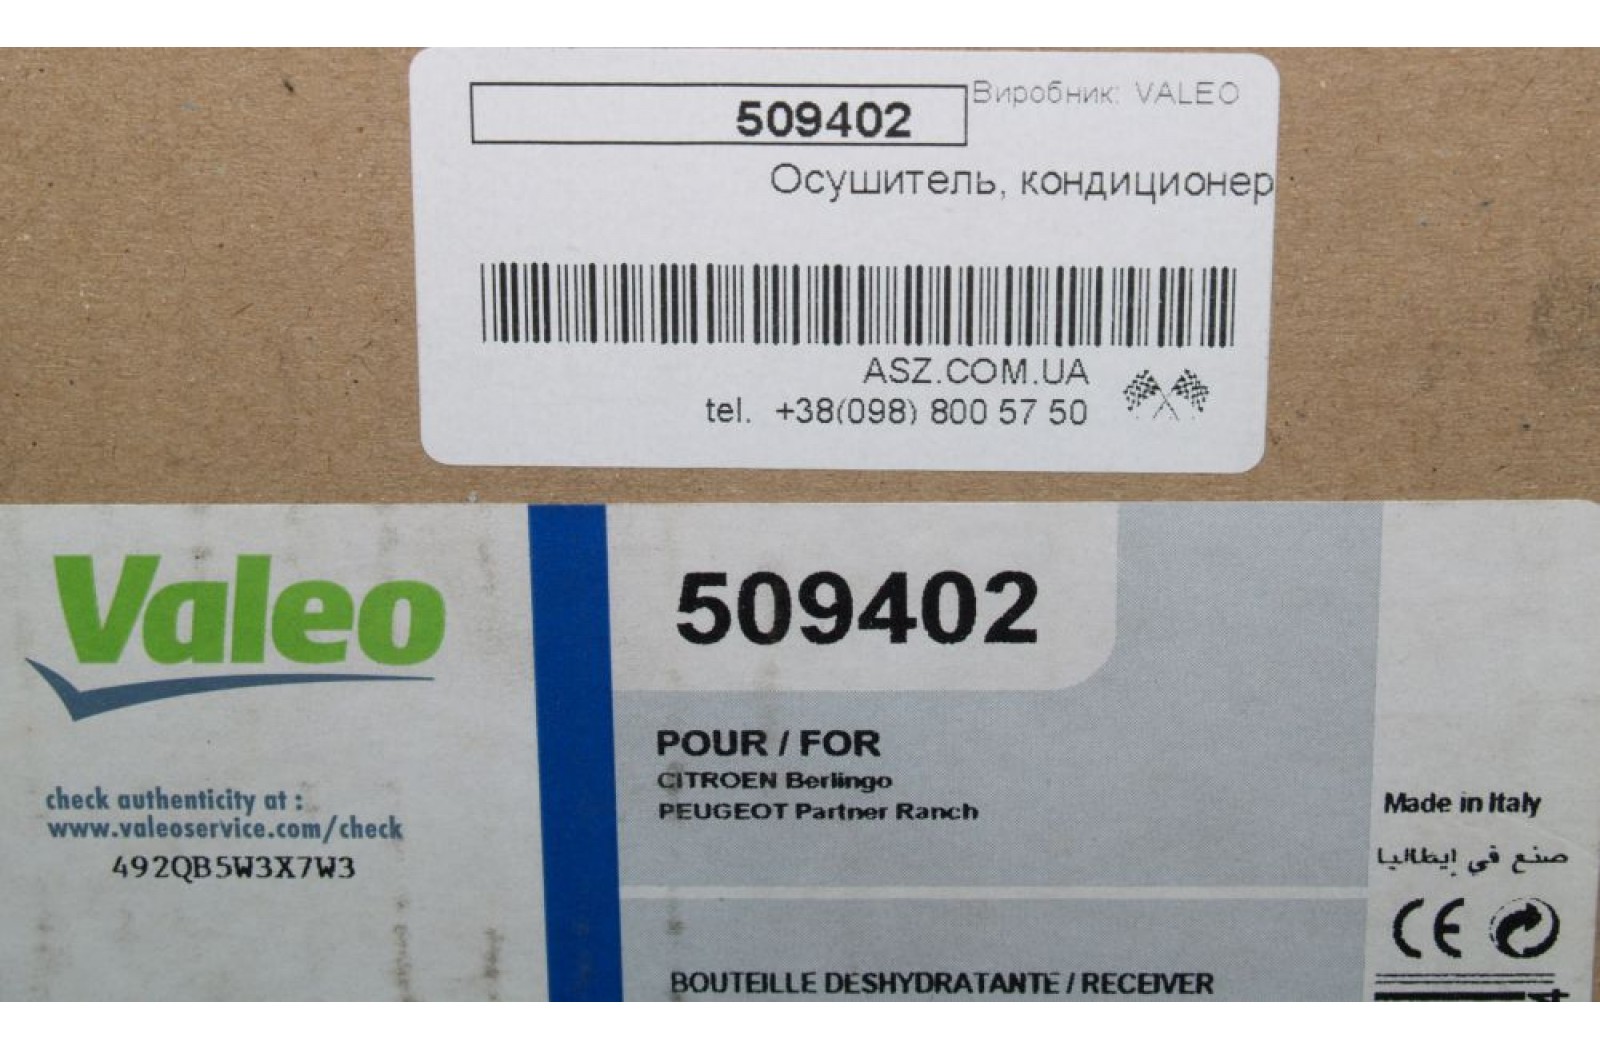 509402
Виробник: VALEO
Осушитель, кондиционер
ASZ.COM.UA
tel. +38(098) 800 57 50
Valeo
509402
POUR / FOR
CITROEN Berlingo
PEUGEOT Partner Ranch
check authenticity at :
www.valeoservice.com/check
492QB5W3X7W3
Made in Italy
صنع في إيطاليا
CE
BOUTEILLE DESHYDRATANTE / RECEIVER